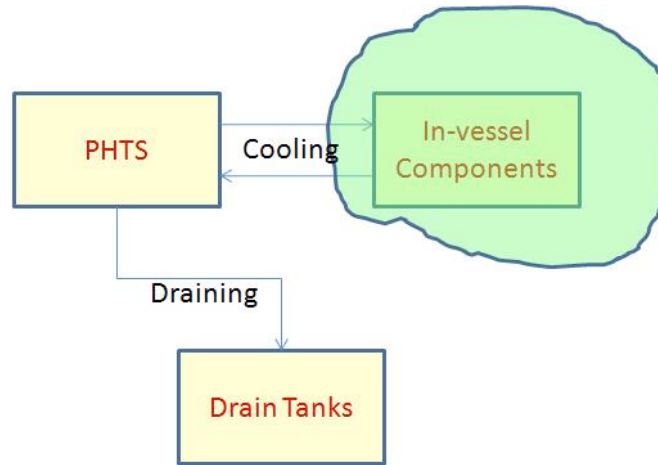 PHTS
Cooling
In-vessel
Components
Draining
Drain Tanks